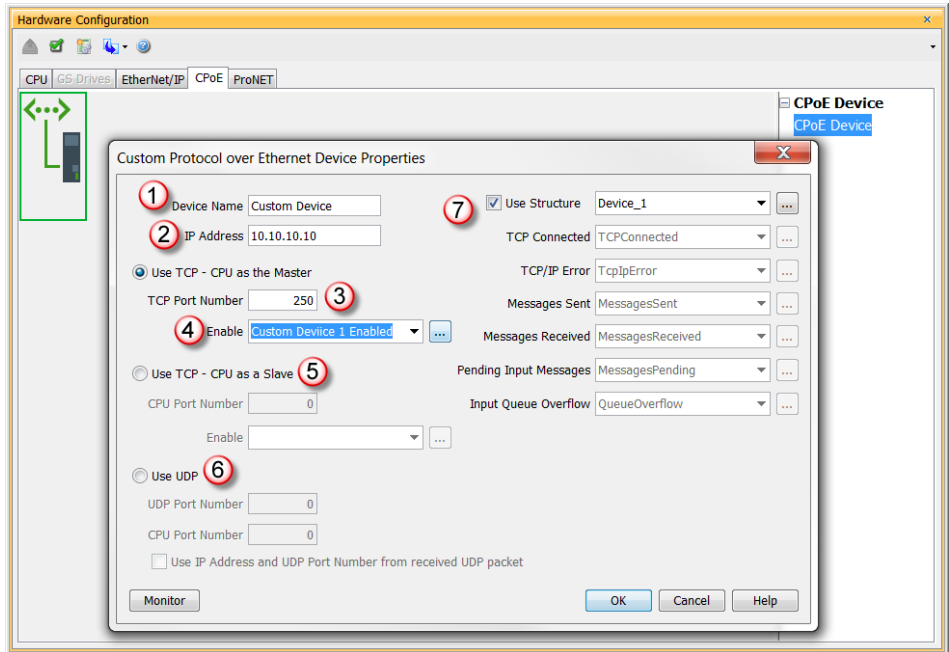 Hardware Configuration
CPU GS Drives EtherNet/IP CPoE ProNET
CPoE Device
CPoE Device
Custom Protocol over Ethernet Device Properties
1
Device Name Custom Device
2 IP Address 10.10.10.10
Use TCP - CPU as the Master
TCP Port Number 250 3
4 Enable Custom Deviice 1 Enabled ...
Use TCP - CPU as a Slave 5
CPU Port Number 0
Enable ...
Use UDP 6
UDP Port Number 0
CPU Port Number 0
Use IP Address and UDP Port Number from received UDP packet
7 Use Structure Device_1 ...
TCP Connected TCPConnected ...
TCP/IP Error TcpIpError ...
Messages Sent MessagesSent ...
Messages Received MessagesReceived ...
Pending Input Messages MessagesPending ...
Input Queue Overflow QueueOverflow ...
Monitor OK Cancel Help